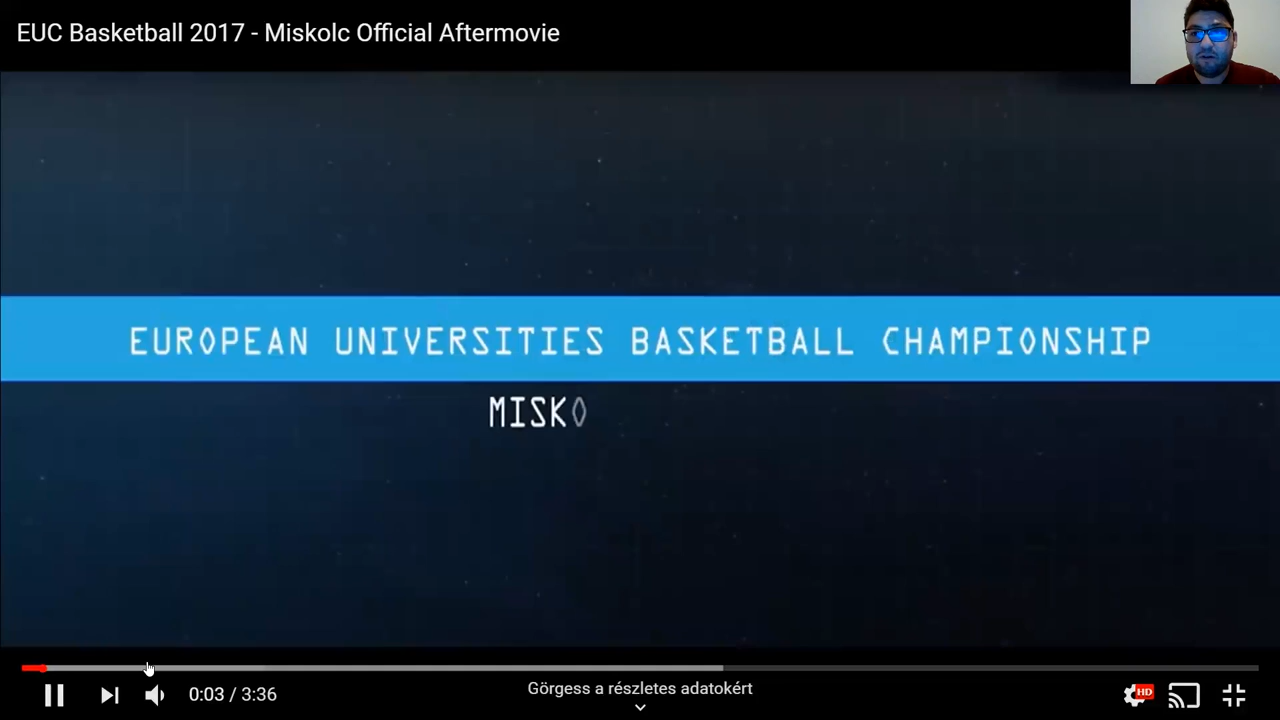 EUC Basketball 2017 - Miskolc Official Aftermovie
EUROPEAN UNIVERSITIES BASKETBALL CHAMPIONSHIP
MISKO
0:03 / 3:36
Görgess a részletes adatokért
HD